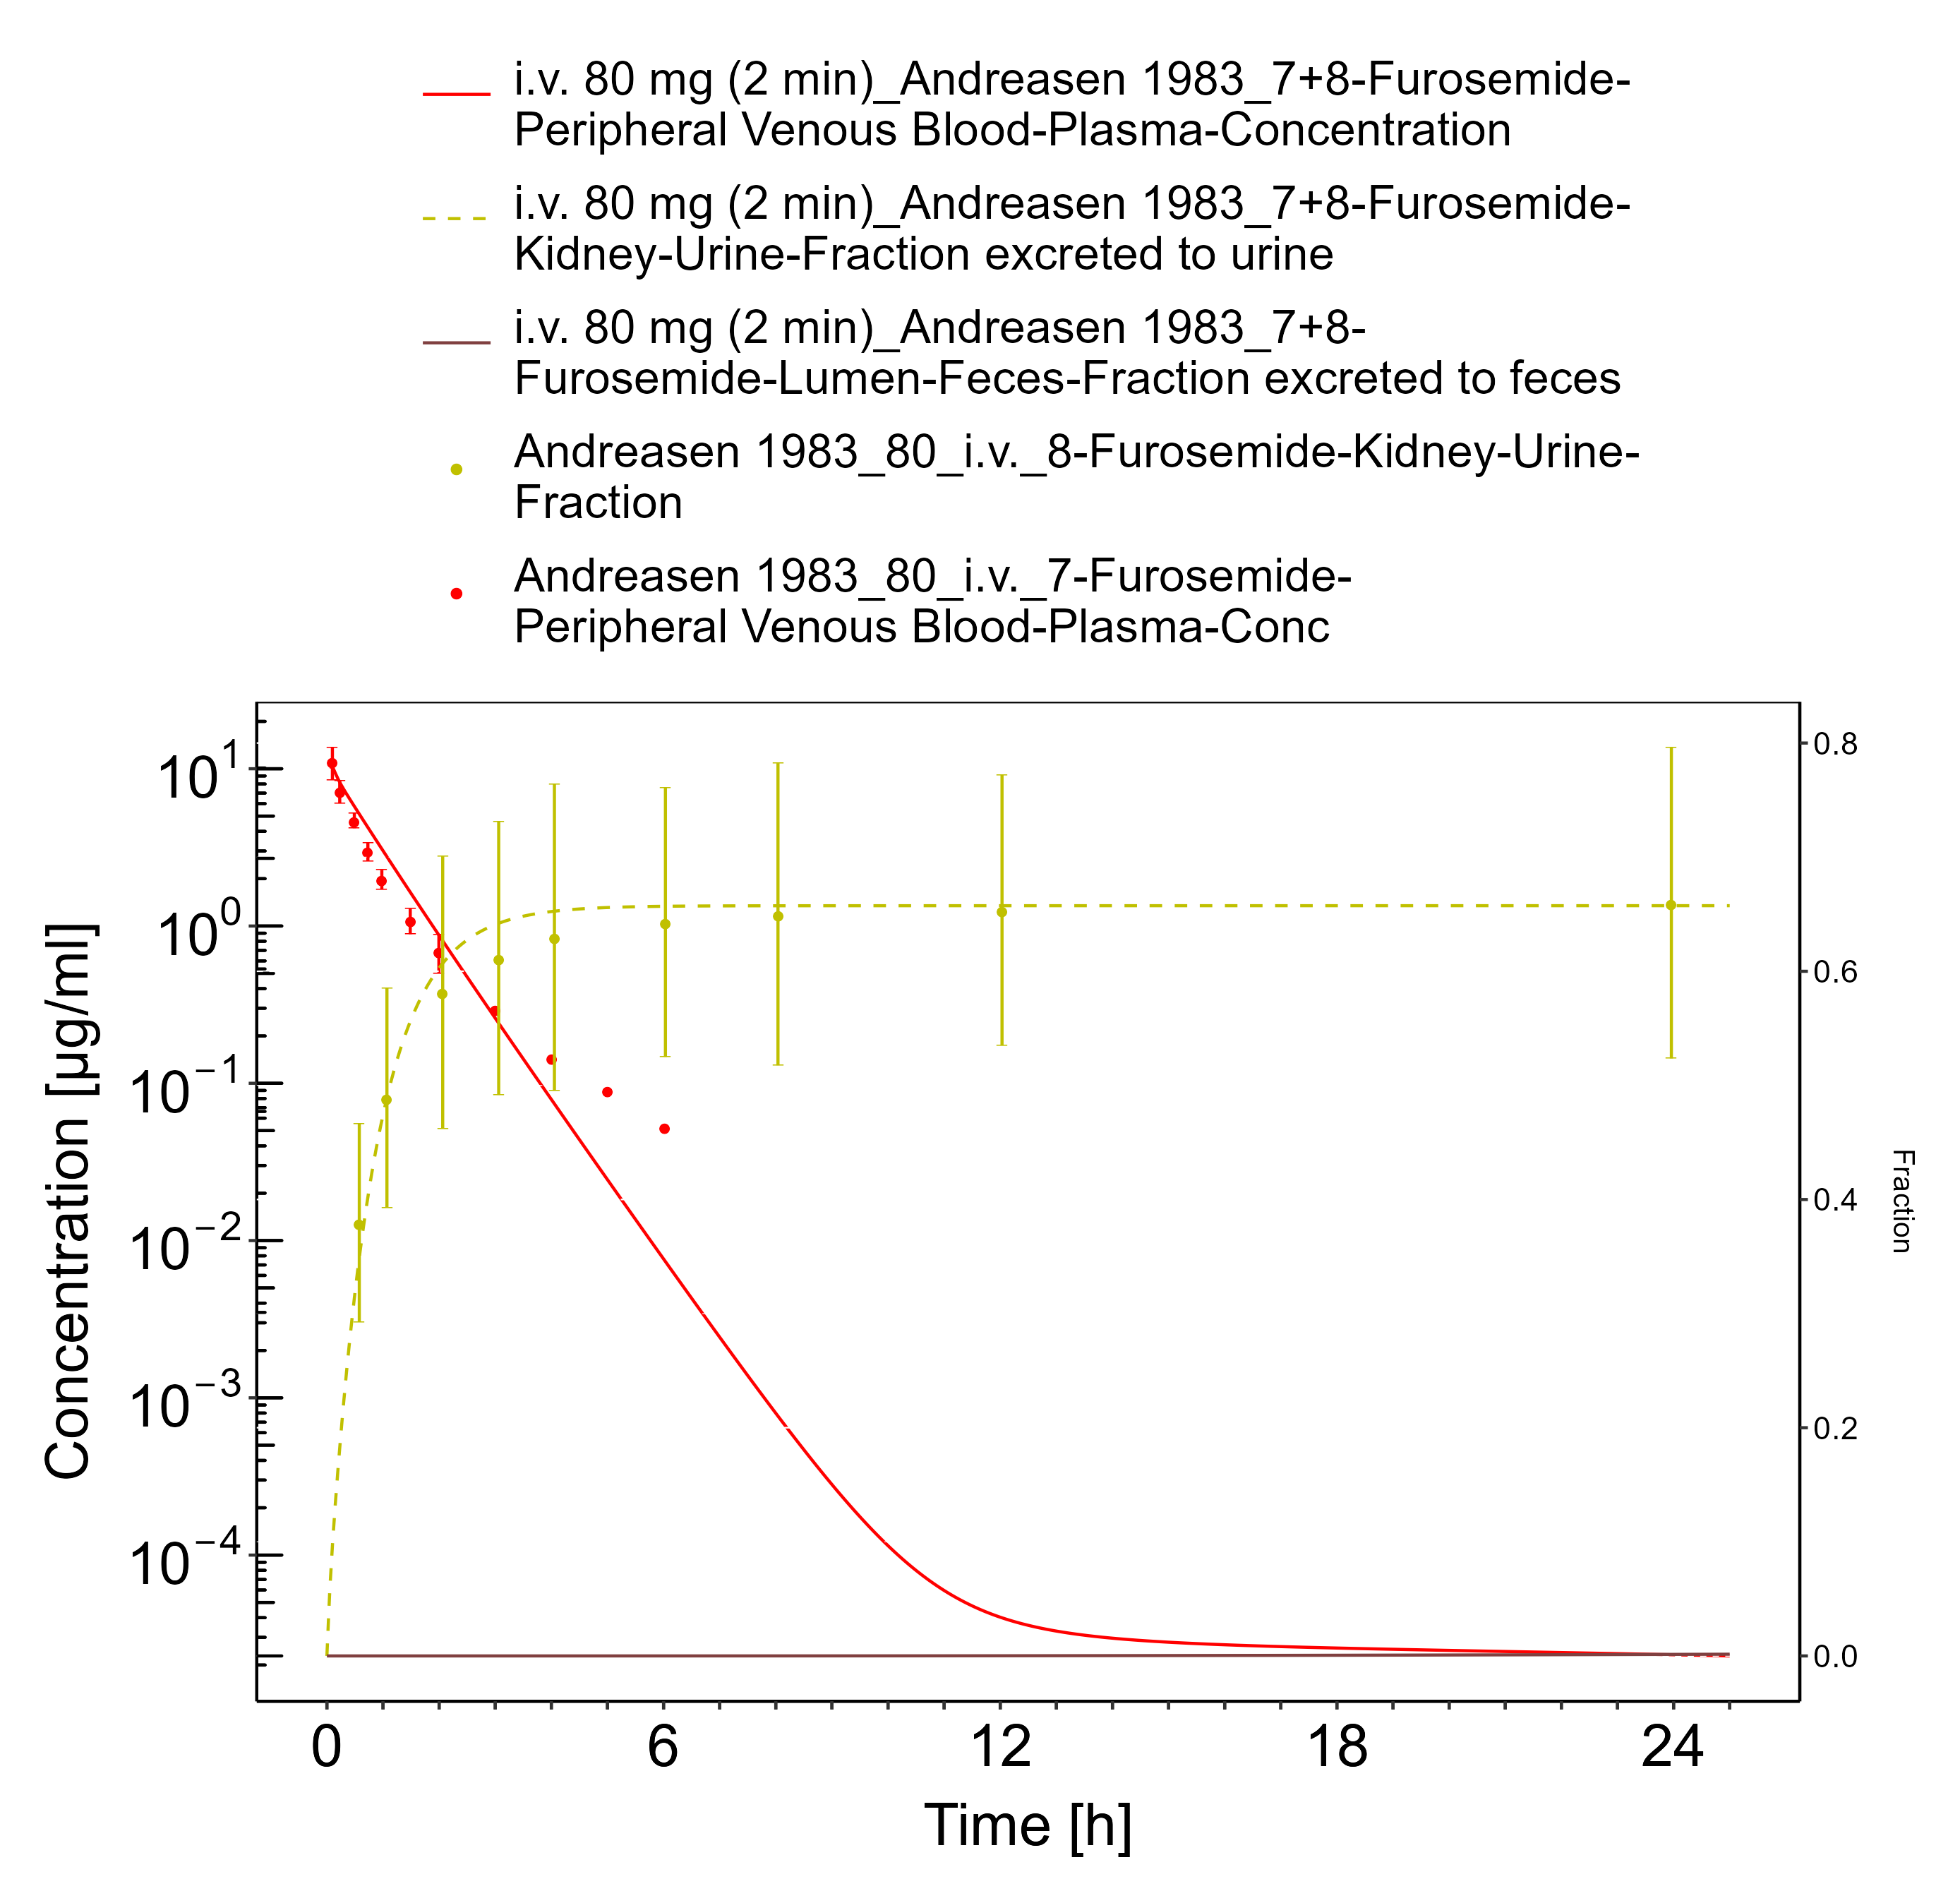 i.v. 80 mg (2 min)_Andreasen 1983_7+8-Furosemide-
Peripheral Venous Blood-Plasma-Concentration
i.v. 80 mg (2 min)_Andreasen 1983_7+8-Furosemide-
Kidney-Urine-Fraction excreted to urine
i.v. 80 mg (2 min)_Andreasen 1983_7+8-
Furosemide-Lumen-Feces-Fraction excreted to feces
Andreasen 1983_80_i.v._8-Furosemide-Kidney-Urine-
Fraction
Andreasen 1983_80_i.v._7-Furosemide-
Peripheral Venous Blood-Plasma-Conc
Concentration [µg/ml]
10¹
10⁰
10⁻¹
10⁻²
10⁻³
10⁻⁴
0.8
0.6
0.4
0.2
0.0
Fraction
0 6 12 18 24
Time [h]